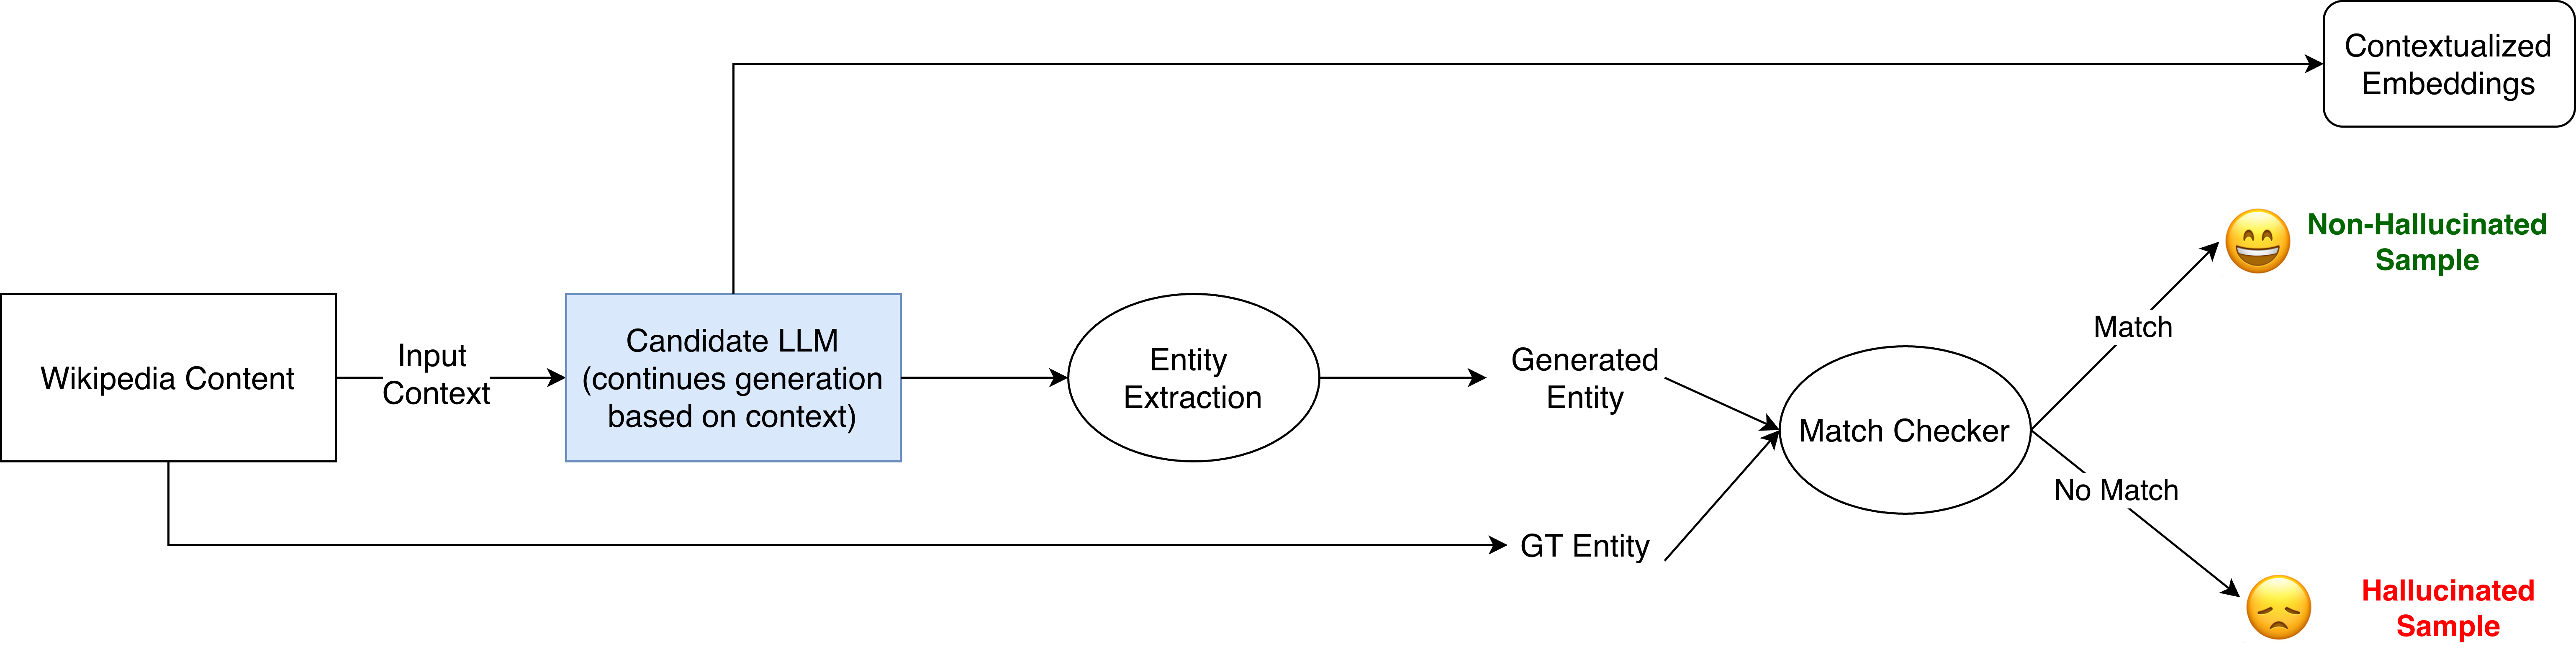 Contextualized
Embeddings
Non-Hallucinated
Sample
Match
Wikipedia Content
Input
Context
Candidate LLM
(continues generation
based on context)
Entity
Extraction
Generated
Entity
Match Checker
No Match
GT Entity
Hallucinated
Sample